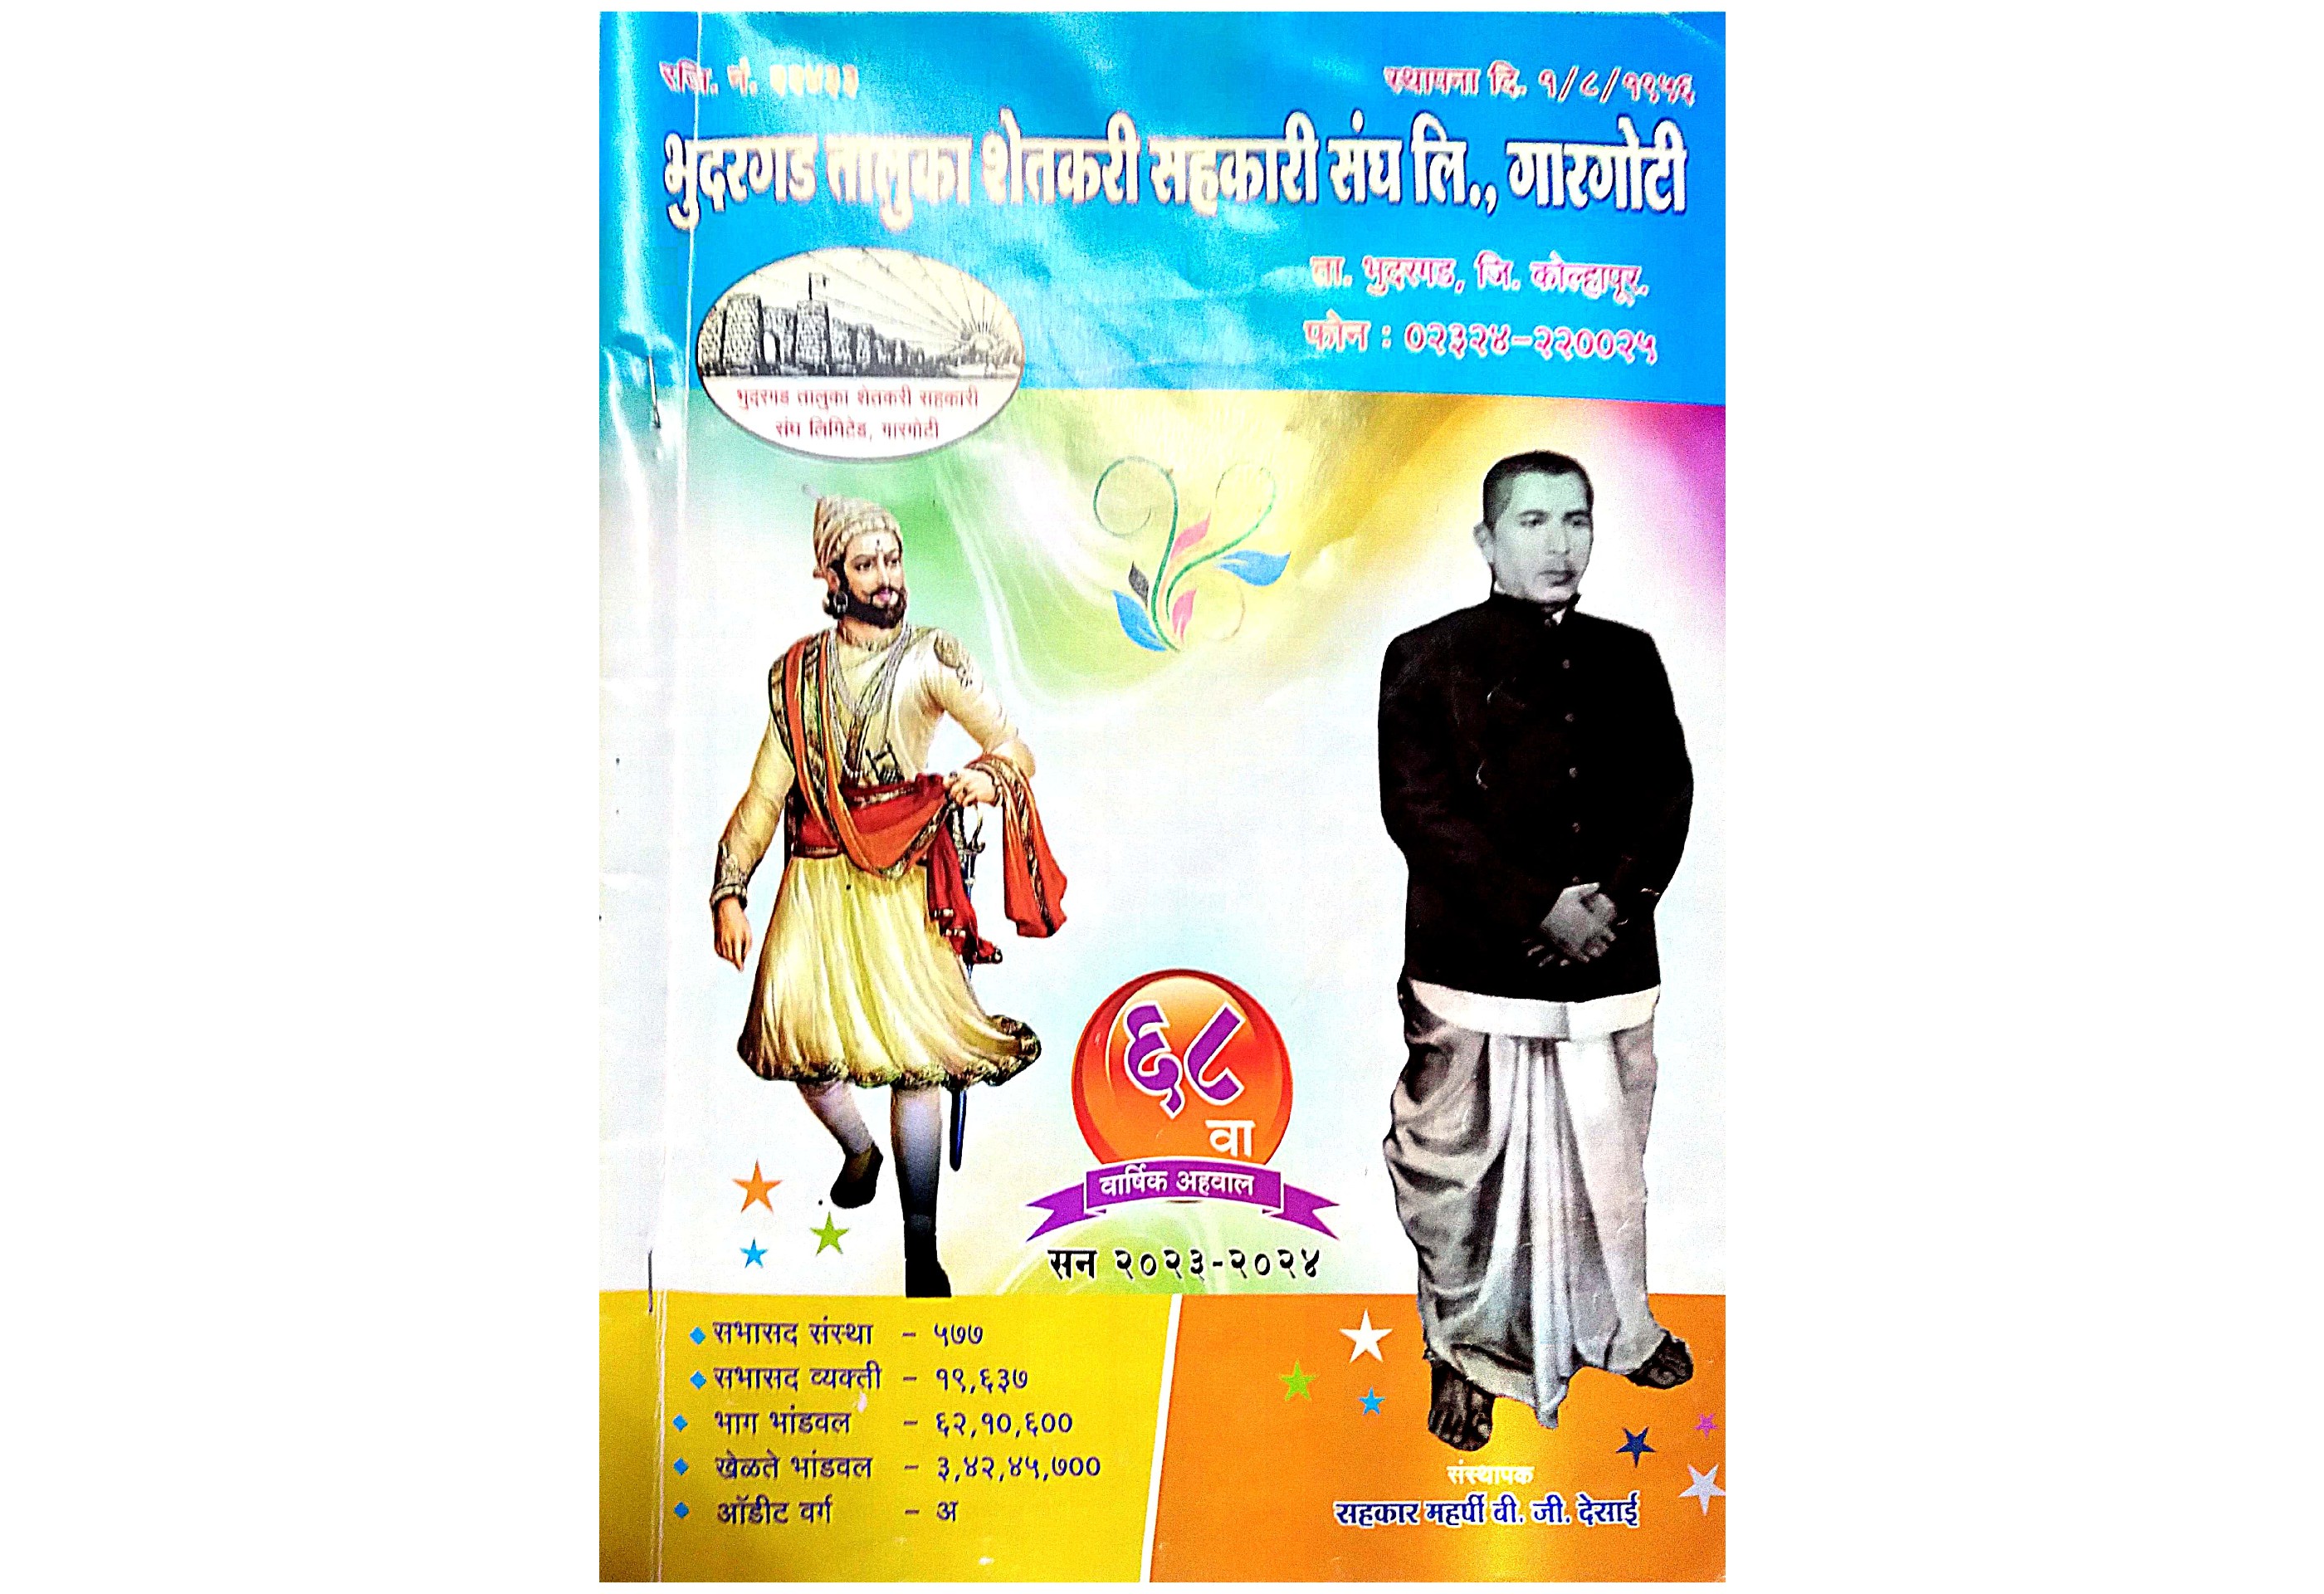 रजि. नं.
स्थापना दि. १/८/१९५६
भुदरगड तालुका शेतकरी सहकारी संघ लि., गारगोटी
ता. भुदरगड, जि. कोल्हापूर.
फोन : ०२३२४-२२००२५
भुदरगड तालुका शेतकरी सहकारी
संघ लिमिटेड, गारगोटी
६८
वा
वार्षिक अहवाल
सन २०२३-२०२४
सभासद संस्था - ५७७
सभासद व्यक्ती - १९,६३७
भाग भांडवल - ६२,१०,६००
खेळते भांडवल - ३,४२,४५,७००
ऑडीट वर्ग - अ
संस्थापक
सहकार महर्षी वी. जी. देसाई